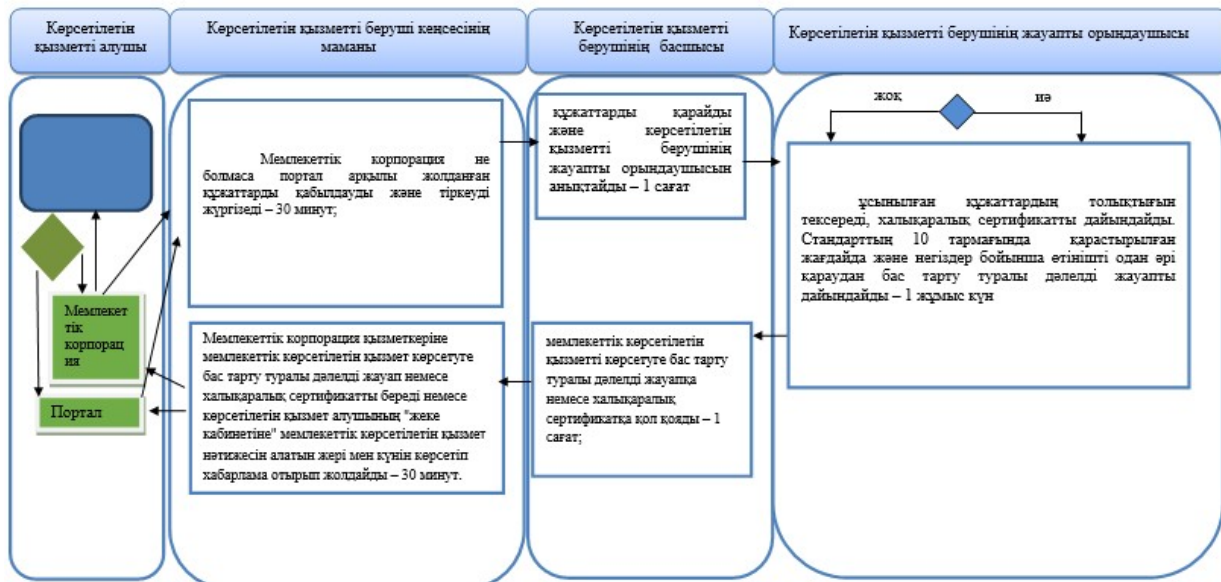 Көрсетілетін
қызметті алушы
Көрсетілетін қызметті беруші кеңсесінің
маманы
Көрсетілетін қызметті
берушінің басшысы
Көрсетілетін қызметті берушінің жауапты орындаушысы
Мемлекеттік корпорация не
болмаса портал арқылы жолданған
құжаттарды қабылдауды және тіркеуді
жүргізеді – 30 минут;
құжаттарды қарайды
және көрсетілетін
қызметті берушінің
жауапты орындаушысын
анықтайды – 1 сағат
жоқ
иә
ұсынылған құжаттардың толықтығын
тексереді, халықаралық сертификатты дайындайды.
Стандарттың 10 тармағында қарастырылған
жағдайда және негіздер бойынша өтінішті одан әрі
қараудан бас тарту туралы дәлелді жауапты
дайындайды – 1 жұмыс күн
Мемлекет
тік
корпорац
ия
Портал
Мемлекеттік корпорация қызметкеріне
мемлекеттік көрсетілетін қызмет көрсетуге
бас тарту туралы дәлелді жауап немесе
халықаралық сертификатты береді немесе
көрсетілетін қызмет алушының "жеке
кабинетіне" мемлекеттік көрсетілетін қызмет
нәтижесін алатын жері мен күнін көрсетіп
хабарлама отырып жолдайды – 30 минут.
мемлекеттік көрсетілетін
қызметті көрсетуге бас тарту
туралы дәлелді жауапқа
немесе халықаралық
сертификатқа қол қояды – 1
сағат;